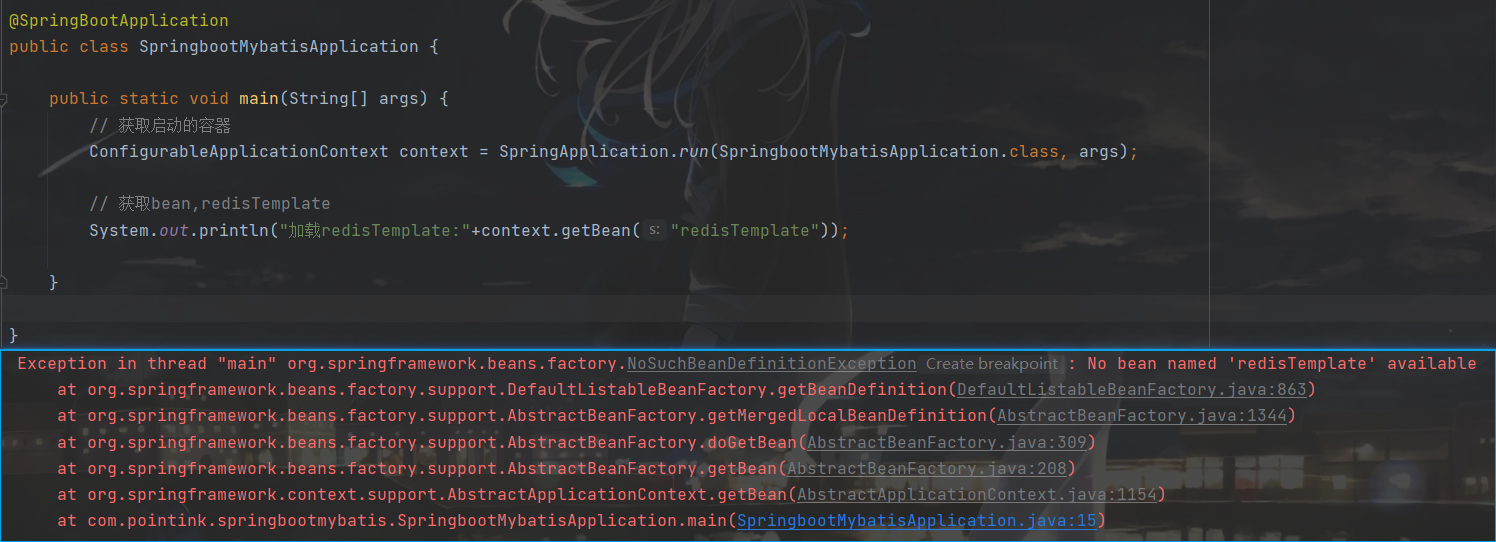 @SpringBootApplication
public class SpringbootMybatisApplication {
public static void main(String[] args) {
// 获取启动的容器
ConfigurableApplicationContext context = SpringApplication.run(SpringbootMybatisApplication.class, args);
// 获取bean,redisTemplate
System.out.println("加载redisTemplate:"+context.getBean( s: "redisTemplate"));
}
}
Exception in thread "main" org.springframework.beans.factory.NoSuchBeanDefinitionException Create breakpoint : No bean named 'redisTemplate' available
at org.springframework.beans.factory.support.DefaultListableBeanFactory.getBeanDefinition(DefaultListableBeanFactory.java:863)
at org.springframework.beans.factory.support.AbstractBeanFactory.getMergedLocalBeanDefinition(AbstractBeanFactory.java:1344)
at org.springframework.beans.factory.support.AbstractBeanFactory.doGetBean(AbstractBeanFactory.java:309)
at org.springframework.beans.factory.support.AbstractBeanFactory.getBean(AbstractBeanFactory.java:208)
at org.springframework.context.support.AbstractApplicationContext.getBean(AbstractApplicationContext.java:1154)
at com.pointink.springbootmybatis.SpringbootMybatisApplication.main(SpringbootMybatisApplication.java:15)